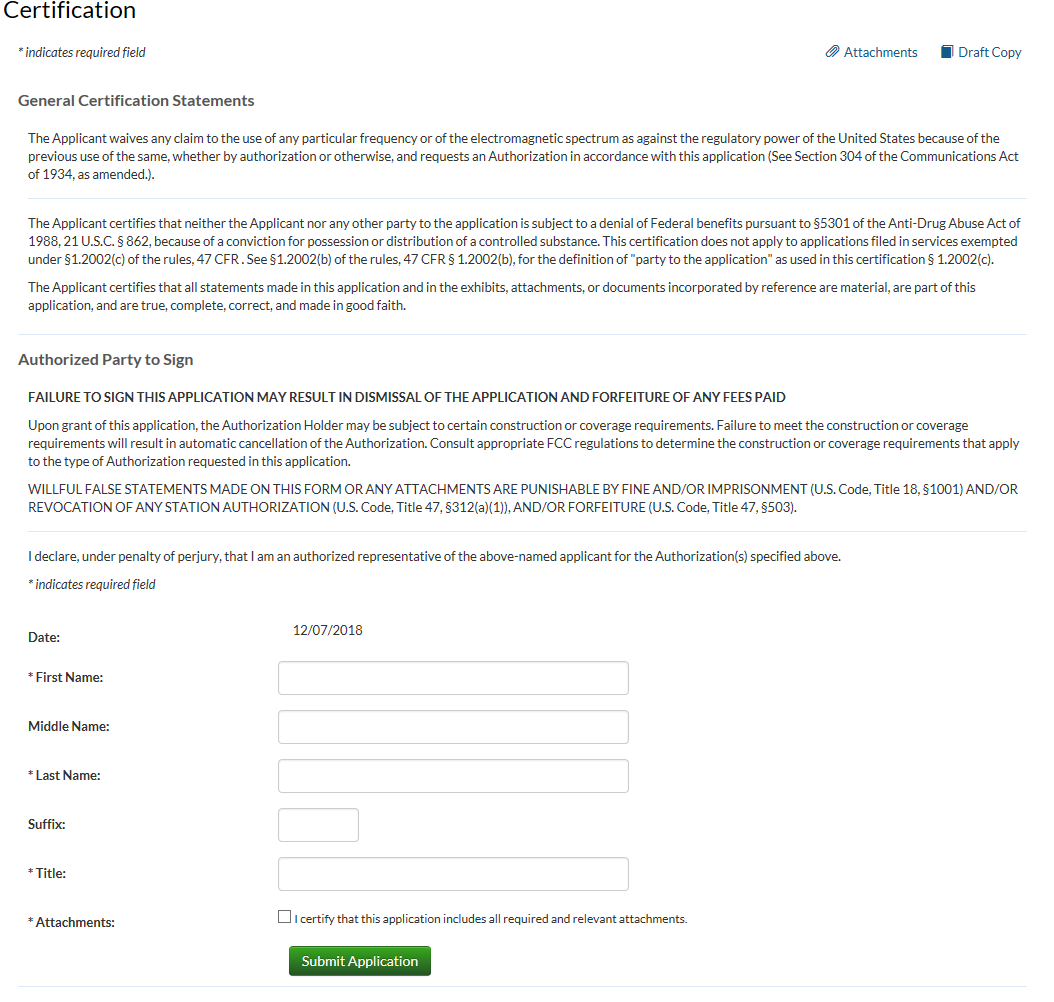 Certification
* indicates required field
Attachments Draft Copy
General Certification Statements
The Applicant waives any claim to the use of any particular frequency or of the electromagnetic spectrum as against the regulatory power of the United States because of the
previous use of the same, whether by authorization or otherwise, and requests an Authorization in accordance with this application (See Section 304 of the Communications Act
of 1934, as amended.).
The Applicant certifies that neither the Applicant nor any other party to the application is subject to a denial of Federal benefits pursuant to §5301 of the Anti-Drug Abuse Act of
1988, 21 U.S.C. § 862, because of a conviction for possession or distribution of a controlled substance. This certification does not apply to applications filed in services exempted
under §1.2002(c) of the rules, 47 CFR . See §1.2002(b) of the rules, 47 CFR § 1.2002(b), for the definition of "party to the application" as used in this certification § 1.2002(c).
The Applicant certifies that all statements made in this application and in the exhibits, attachments, or documents incorporated by reference are material, are part of this
application, and are true, complete, correct, and made in good faith.
Authorized Party to Sign
FAILURE TO SIGN THIS APPLICATION MAY RESULT IN DISMISSAL OF THE APPLICATION AND FORFEITURE OF ANY FEES PAID
Upon grant of this application, the Authorization Holder may be subject to certain construction or coverage requirements. Failure to meet the construction or coverage
requirements will result in automatic cancellation of the Authorization. Consult appropriate FCC regulations to determine the construction or coverage requirements that apply
to the type of Authorization requested in this application.
WILLFUL FALSE STATEMENTS MADE ON THIS FORM OR ANY ATTACHMENTS ARE PUNISHABLE BY FINE AND/OR IMPRISONMENT (U.S. Code, Title 18, §1001) AND/OR
REVOCATION OF ANY STATION AUTHORIZATION (U.S. Code, Title 47, §312(a)(1)), AND/OR FORFEITURE (U.S. Code, Title 47, §503).
I declare, under penalty of perjury, that I am an authorized representative of the above-named applicant for the Authorization(s) specified above.
* indicates required field
Date: 12/07/2018
* First Name:
Middle Name:
* Last Name:
Suffix:
* Title:
* Attachments: I certify that this application includes all required and relevant attachments.
Submit Application